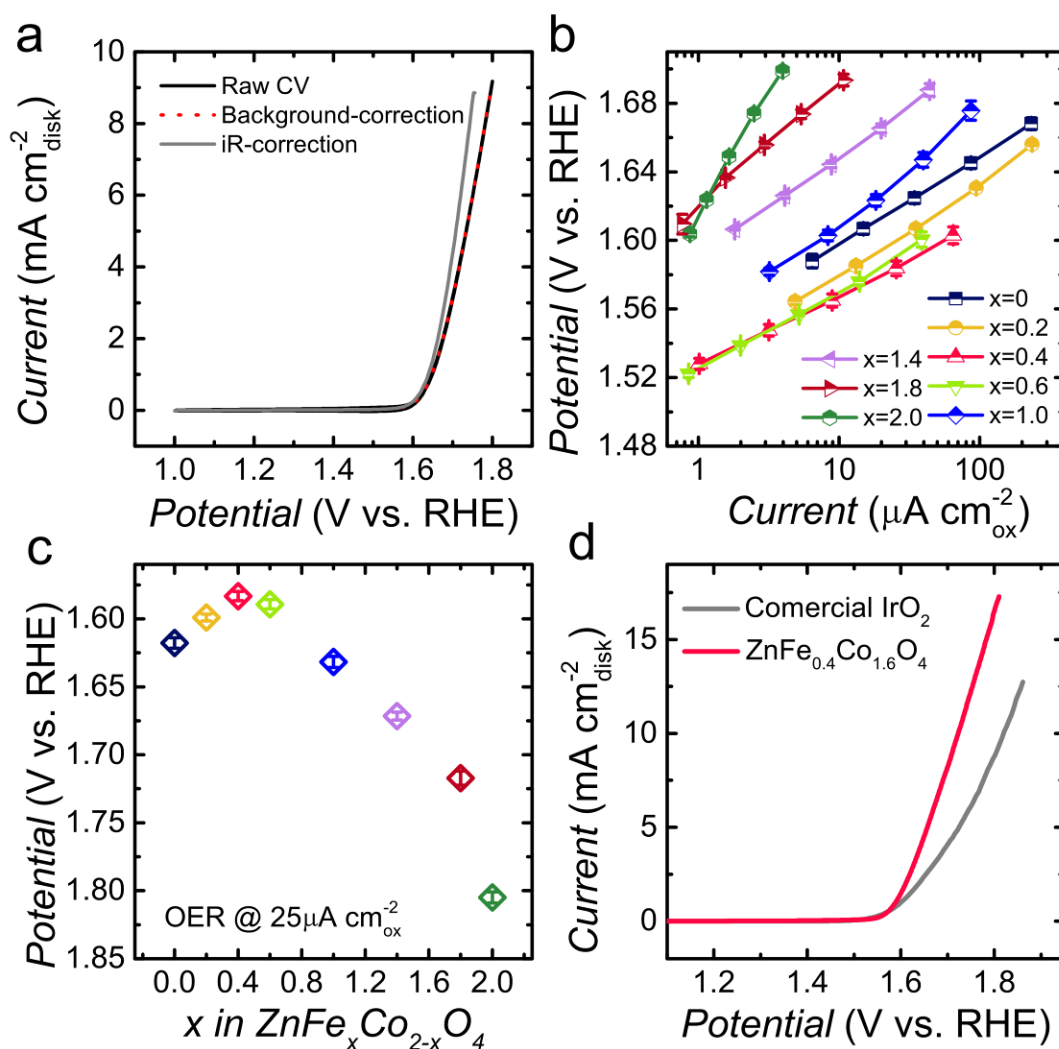 a
Current (mA cm⁻²disk)
10
8
6
4
2
0
Raw CV
Background-correction
iR-correction
1.0 1.2 1.4 1.6 1.8
Potential (V vs. RHE)
b
Potential (V vs. RHE)
1.68
1.64
1.60
1.56
1.52
1.48
x=0
x=0.2
x=1.4 x=0.4
x=1.8 x=0.6
x=2.0 x=1.0
1 10 100
Current (μA cm⁻²ox)
c
Potential (V vs. RHE)
1.60
1.65
1.70
1.75
1.80
1.85
OER @ 25μA cm⁻²ox
0.0 0.4 0.8 1.2 1.6 2.0
x in ZnFeₓCo₂₋ₓO₄
d
Current (mA cm⁻²disk)
15
10
5
0
Comercial IrO₂
ZnFe₀.₄Co₁.₆O₄
1.2 1.4 1.6 1.8
Potential (V vs. RHE)